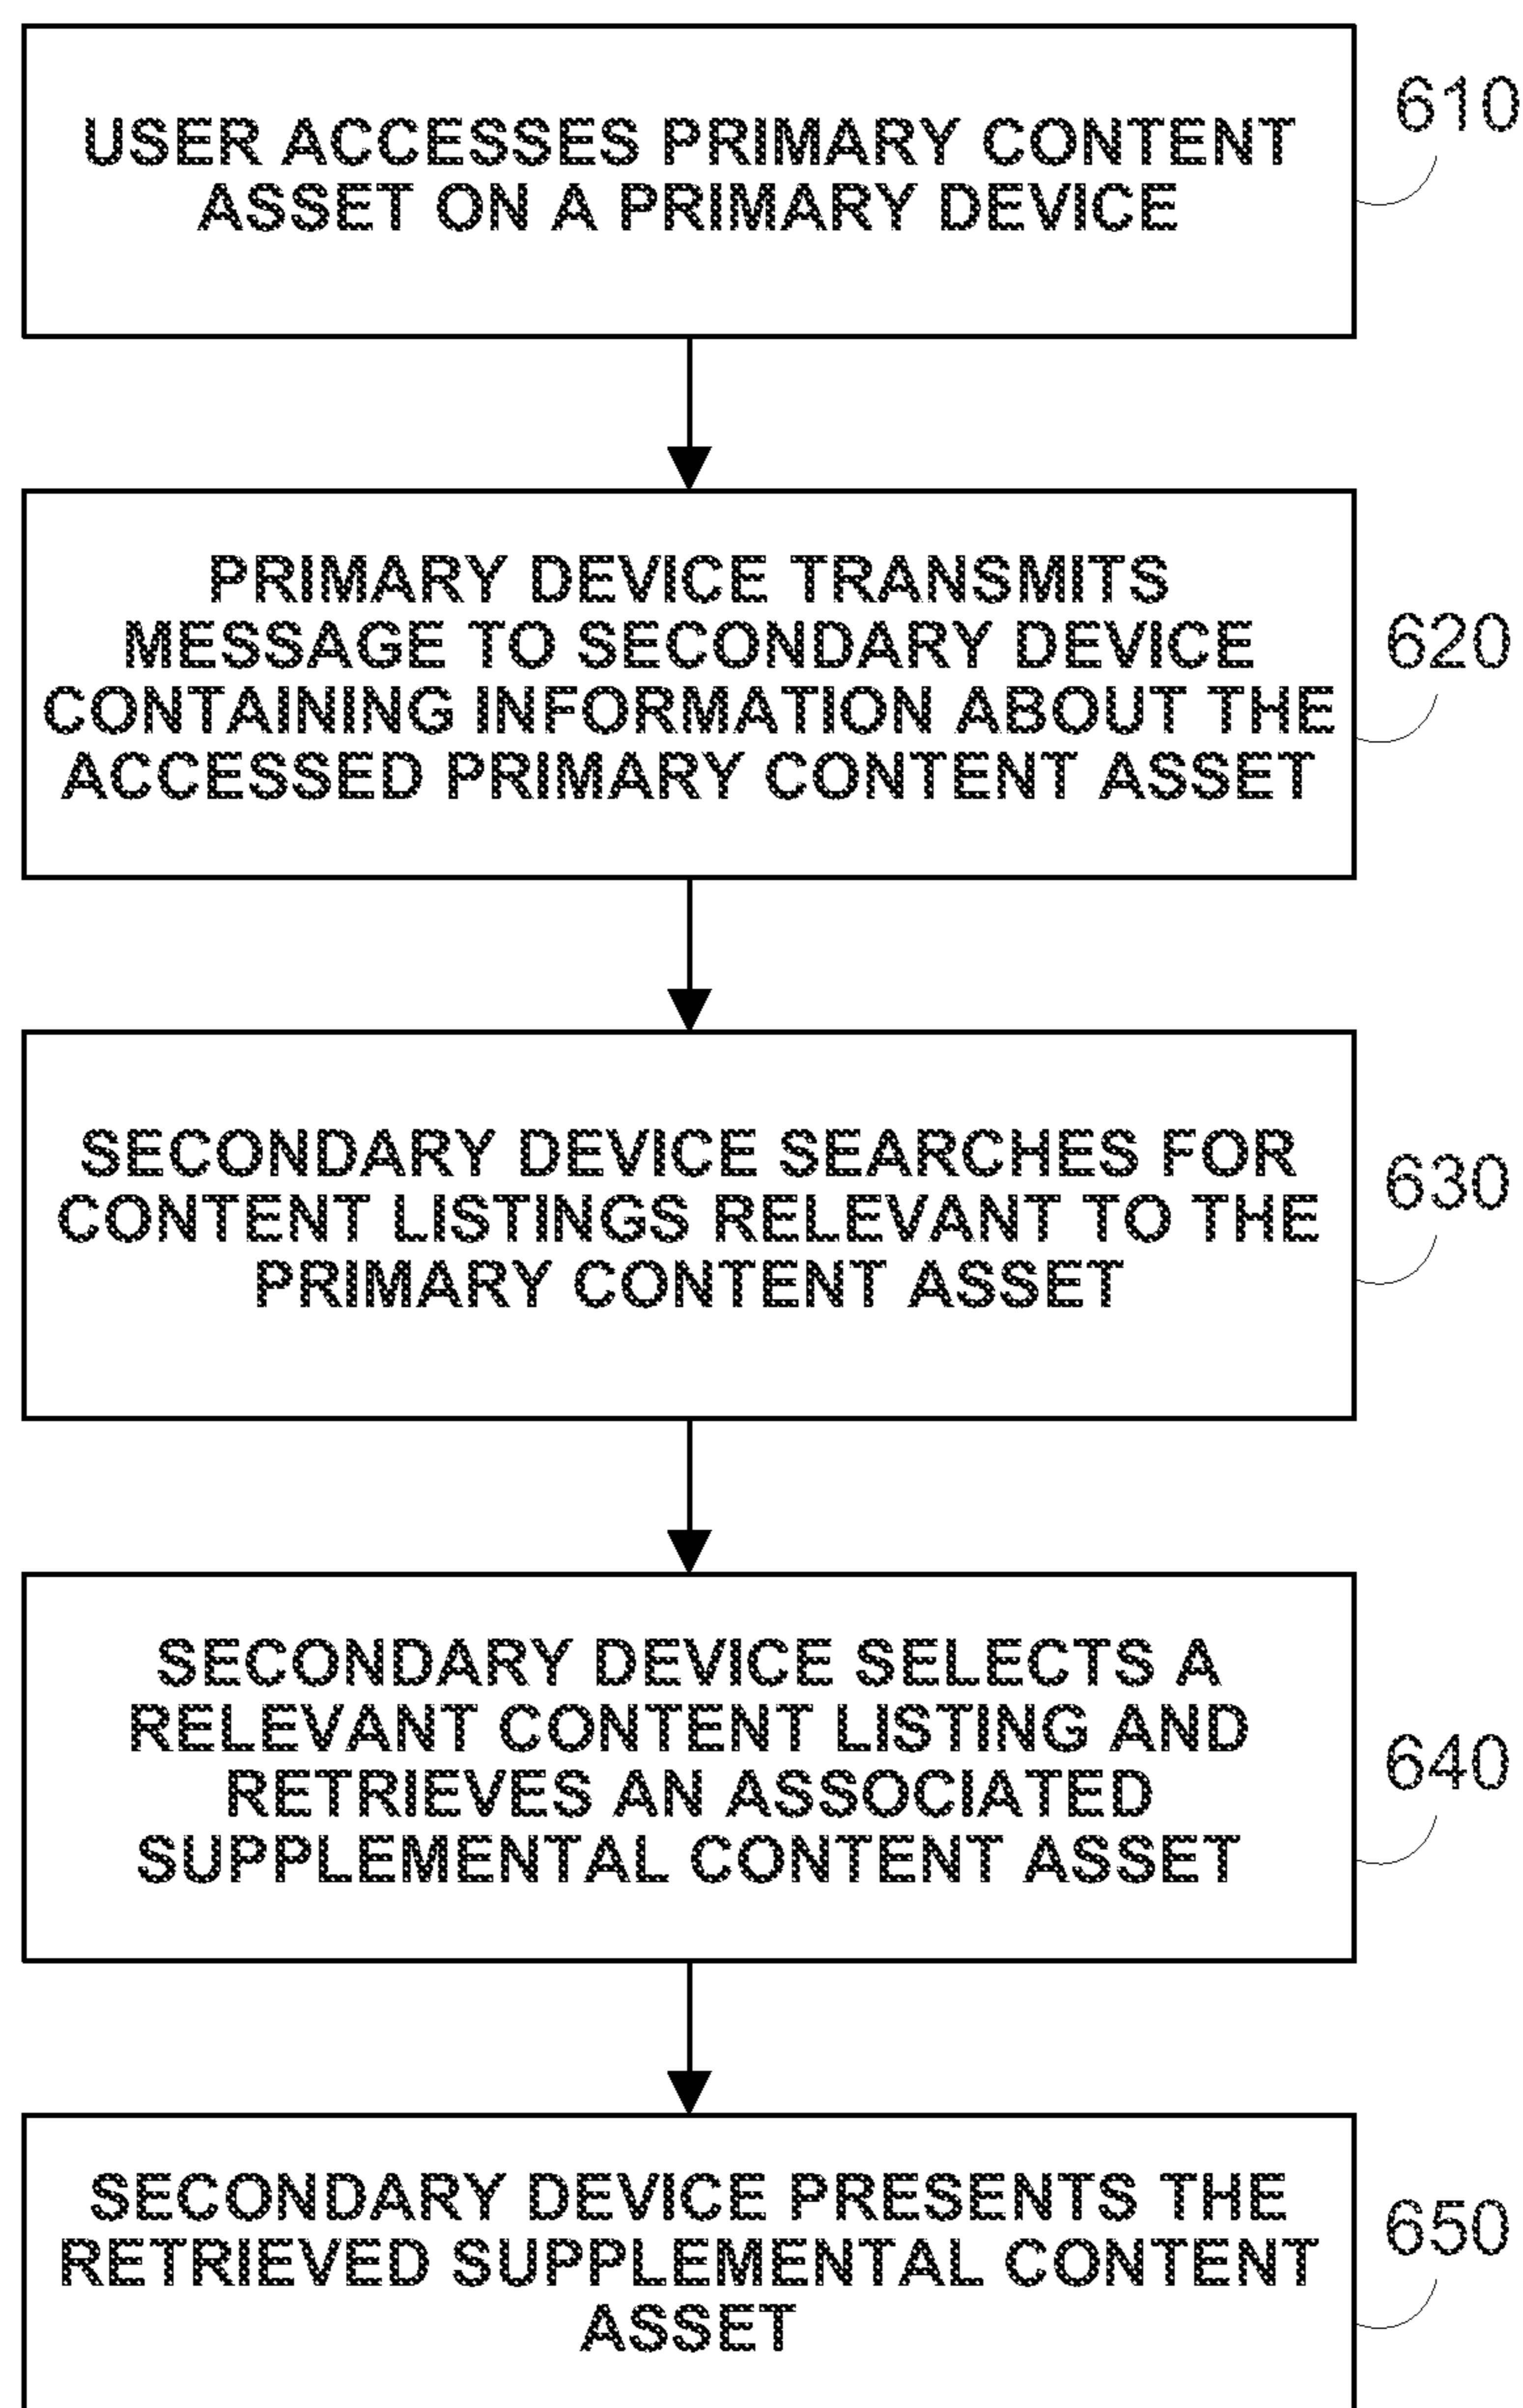 USER ACCESSES PRIMARY CONTENT
ASSET ON A PRIMARY DEVICE
610
PRIMARY DEVICE TRANSMITS
MESSAGE TO SECONDARY DEVICE
CONTAINING INFORMATION ABOUT THE
ACCESSED PRIMARY CONTENT ASSET
620
SECONDARY DEVICE SEARCHES FOR
CONTENT LISTINGS RELEVANT TO THE
PRIMARY CONTENT ASSET
630
SECONDARY DEVICE SELECTS A
RELEVANT CONTENT LISTING AND
RETRIEVES AN ASSOCIATED
SUPPLEMENTAL CONTENT ASSET
640
SECONDARY DEVICE PRESENTS THE
RETRIEVED SUPPLEMENTAL CONTENT
ASSET
650